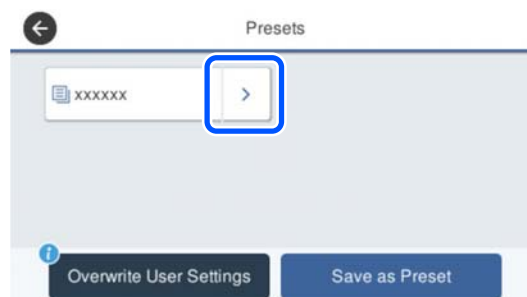 Presets
xxxxxx
i
Overwrite User Settings
Save as Preset